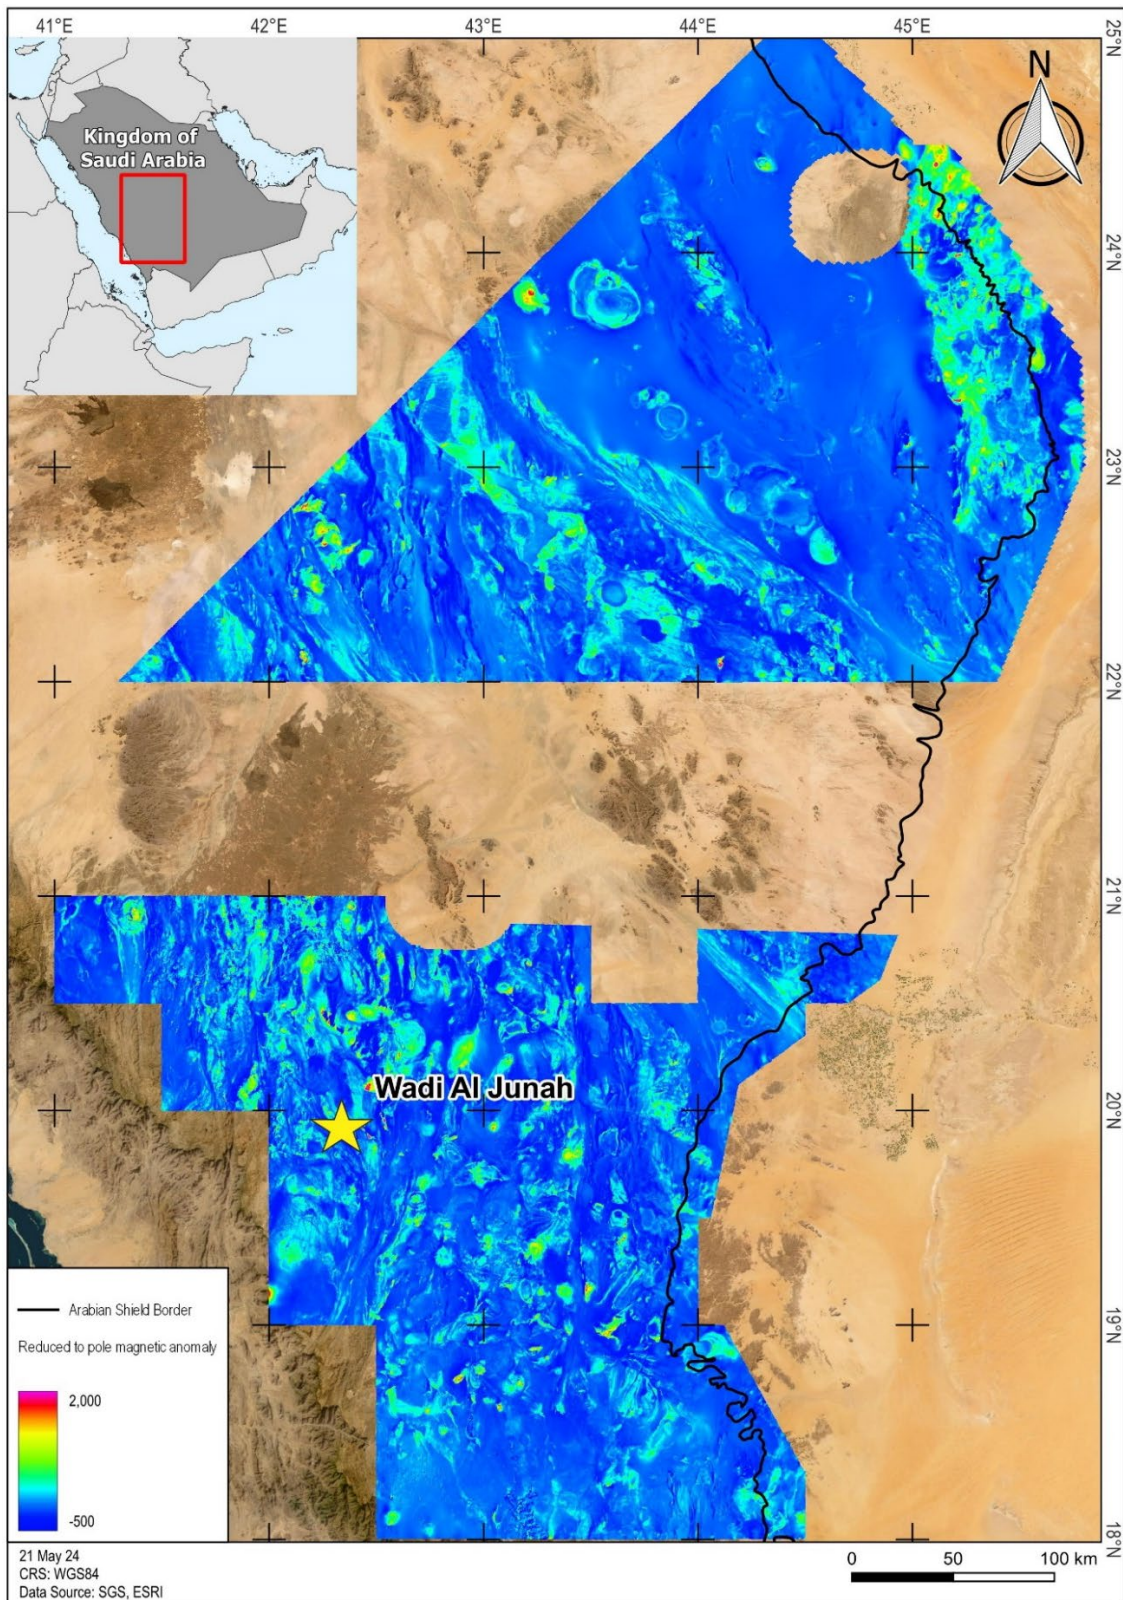 41°E 42°E 43°E 44°E 45°E
25°N
N
Kingdom of
Saudi Arabia
24°N
23°N
22°N
21°N
Wadi Al Junah
20°N
19°N
18°N
Arabian Shield Border
Reduced to pole magnetic anomaly
2,000
-500
21 May 24
CRS: WGS84
Data Source: SGS, ESRI
0 50 100 km